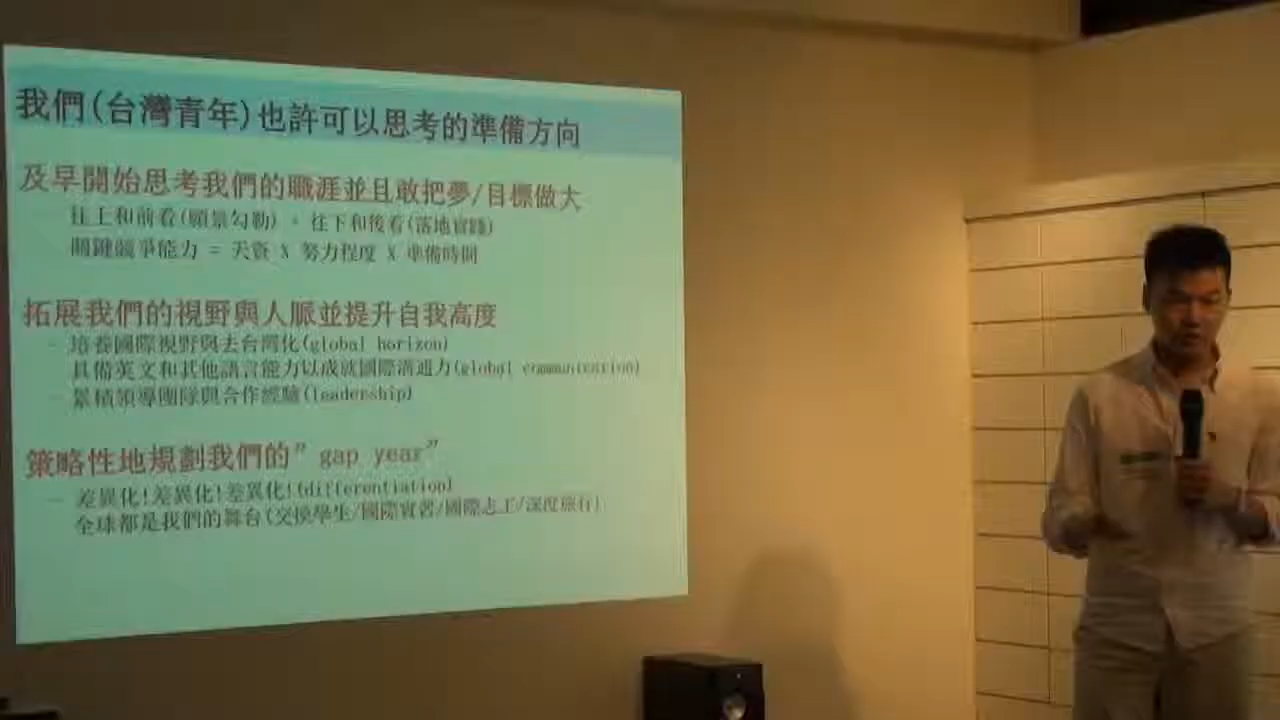 我們(台灣青年)也許可以思考的準備方向
及早開始思考我們的職涯並且敢把夢/目標做大
- 往上和前看(願景勾勒) , 往下和後看(落地實踐)
- 關鍵競爭能力 = 天資 X 努力程度 X 準備時間
拓展我們的視野與人脈並提升自我高度
- 培養國際視野與去台灣化(global horizon)
- 具備英文和其他語言能力以成就國際溝通力(global communication)
- 累積領導團隊與合作經驗(leadership)
策略性地規劃我們的”gap year”
- 差異化!差異化!差異化!(differentiation)
- 全球都是我們的舞台(交換學生/國際實習/國際志工/深度旅行)